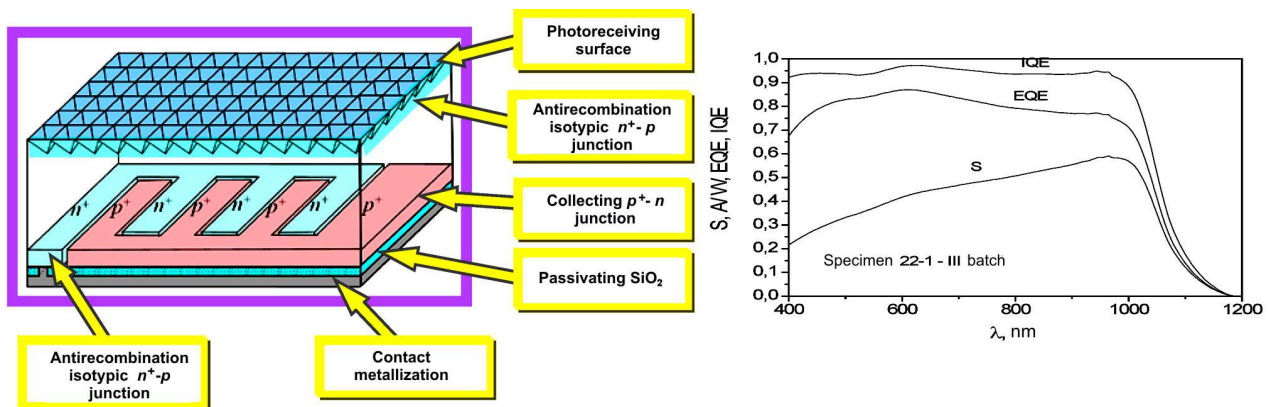 Photoreceiving
surface
Antirecombination
isotypic n⁺- p
junction
Collecting p⁺- n
junction
Passivating SiO₂
Contact
metallization
Antirecombination
isotypic n⁺-p
junction
n⁺ p⁺ n⁺ p⁺ n⁺ p⁺ n⁺ p⁺
S, A/W, EQE, IQE
1,0
0,9
0,8
0,7
0,6
0,5
0,4
0,3
0,2
0,1
0,0
IQE
EQE
S
Specimen 22-1 - III batch
400 600 800 1000 1200
λ, nm